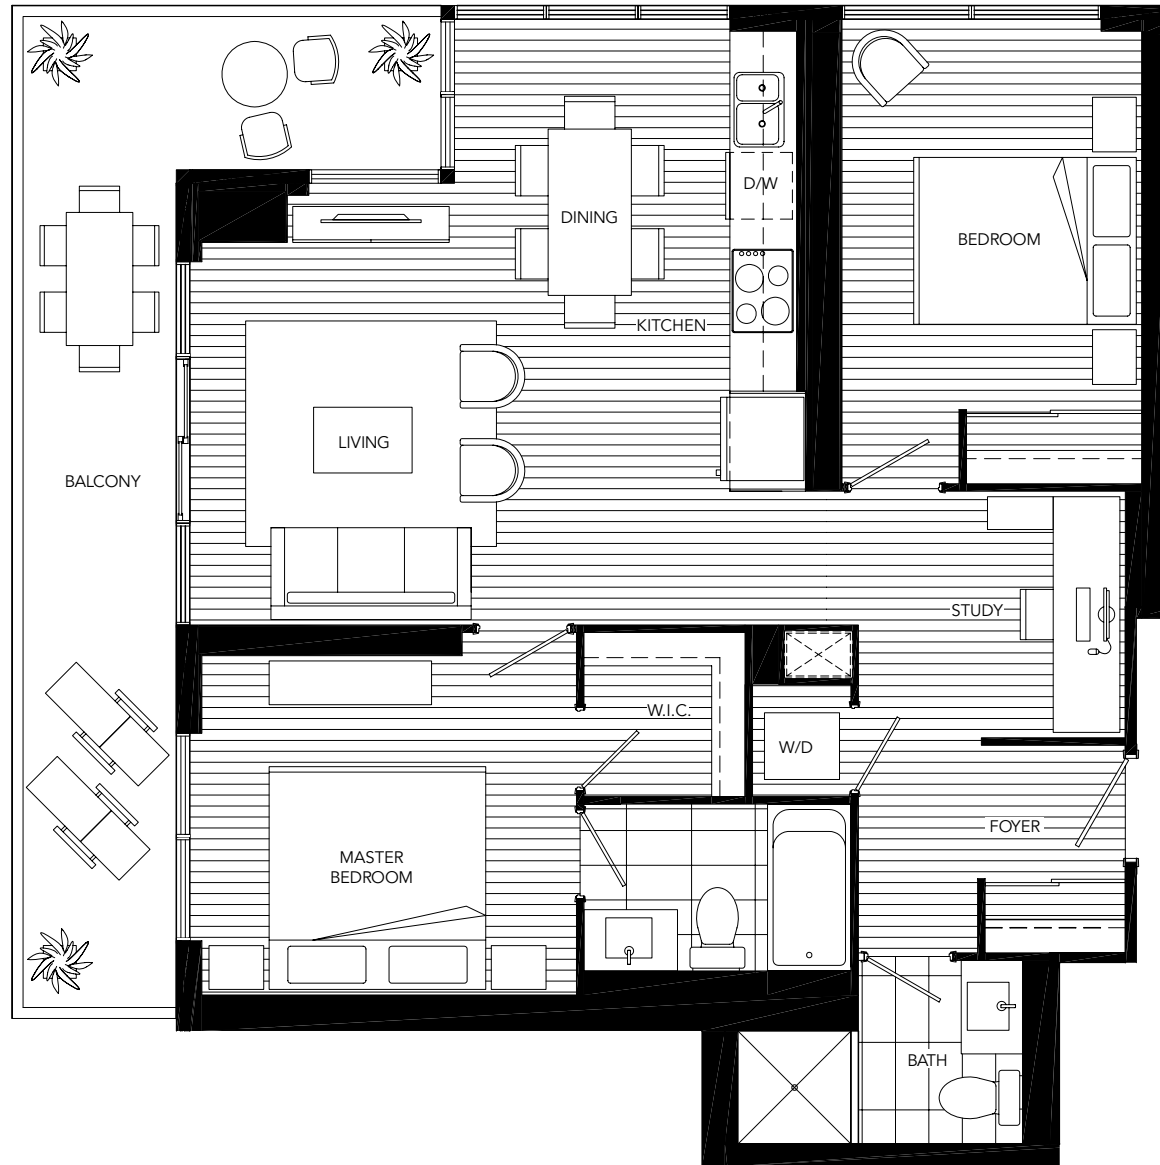 D/W
DINING
BEDROOM
KITCHEN
LIVING
BALCONY
STUDY
W.I.C.
W/D
FOYER
MASTER
BEDROOM
BATH